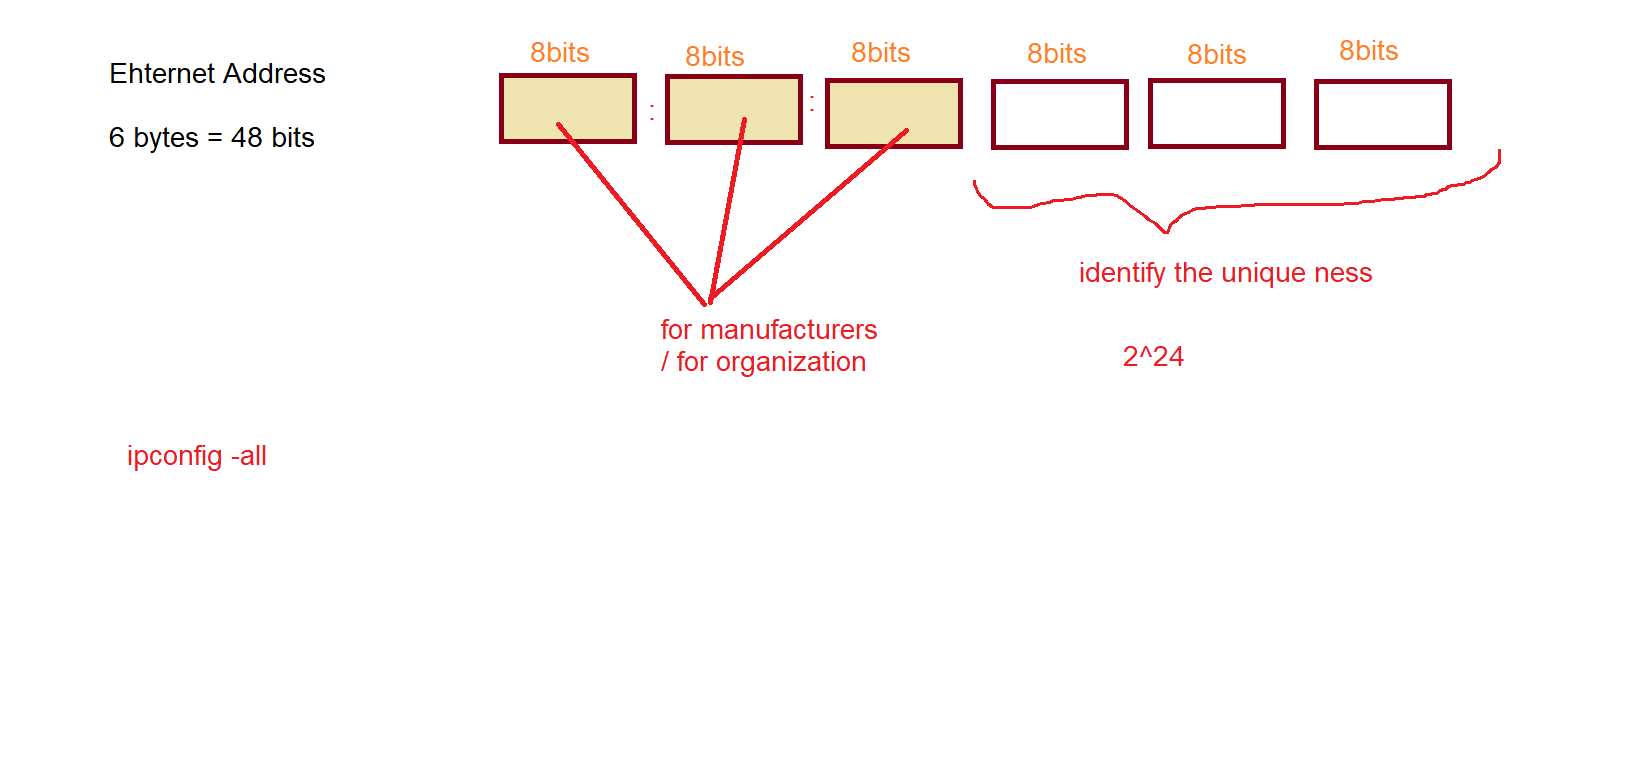 Ehternet Address
6 bytes = 48 bits
8bits
8bits
8bits
8bits
8bits
8bits
:
:
for manufacturers
/ for organization
identify the unique ness
2^24
ipconfig -all